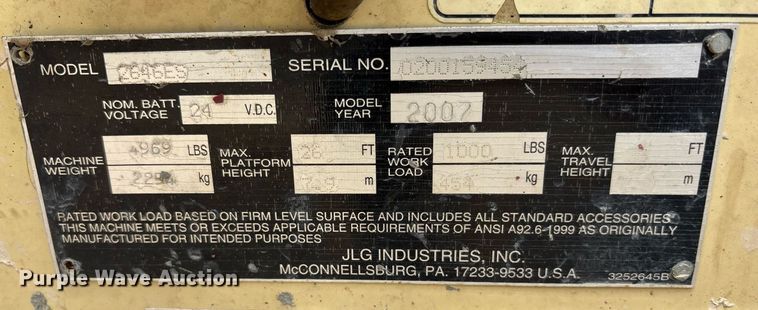 MODEL 2646ES SERIAL NO.
NOM. BATT. VOLTAGE 24 V.D.C. MODEL YEAR 2007
MACHINE WEIGHT LBS kg
MAX. PLATFORM HEIGHT 26 FT 7.9 m
RATED WORK LOAD 1000 LBS 454 kg
MAX. TRAVEL HEIGHT FT m
RATED WORK LOAD BASED ON FIRM LEVEL SURFACE AND INCLUDES ALL STANDARD ACCESSORIES
THIS MACHINE MEETS OR EXCEEDS APPLICABLE REQUIREMENTS OF ANSI A92.6-1999 AS ORIGINALLY
MANUFACTURED FOR INTENDED PURPOSES
JLG INDUSTRIES, INC.
MCCONNELLSBURG, PA. 17233-9533 U.S.A.
3252645B
Purple Wave Auction